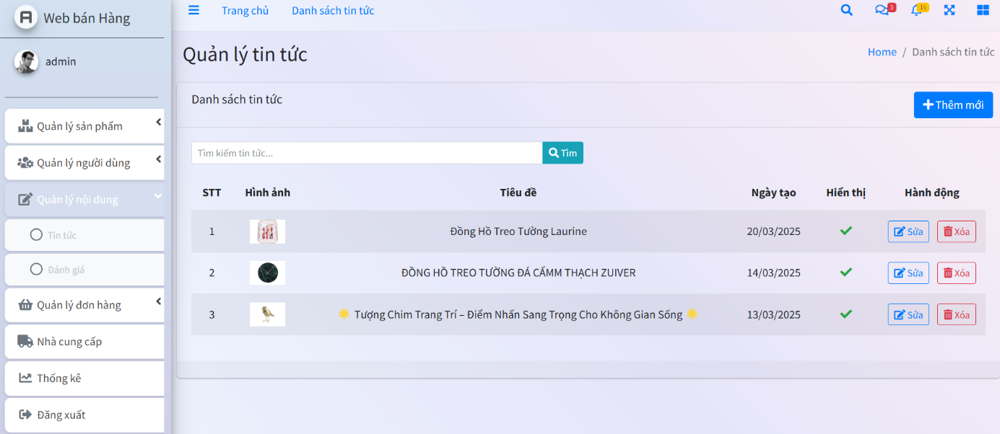 Web bán Hàng
admin
Quản lý sản phẩm
Quản lý người dùng
Quản lý nội dung
Tin tức
Đánh giá
Quản lý đơn hàng
Nhà cung cấp
Thống kê
Đăng xuất
Trang chủ Danh sách tin tức
3 15
Quản lý tin tức
Home / Danh sách tin tức
Danh sách tin tức
Thêm mới
Tìm kiếm tin tức... Tìm
STT Hình ảnh Tiêu đề Ngày tạo Hiển thị Hành động
1 Đồng Hồ Treo Tường Laurine 20/03/2025 Sửa Xóa
2 ĐỒNG HỒ TREO TƯỜNG ĐÁ CẨMM THẠCH ZUIVER 14/03/2025 Sửa Xóa
3 🌟 Tượng Chim Trang Trí – Điểm Nhấn Sang Trọng Cho Không Gian Sống 🌟 13/03/2025 Sửa Xóa